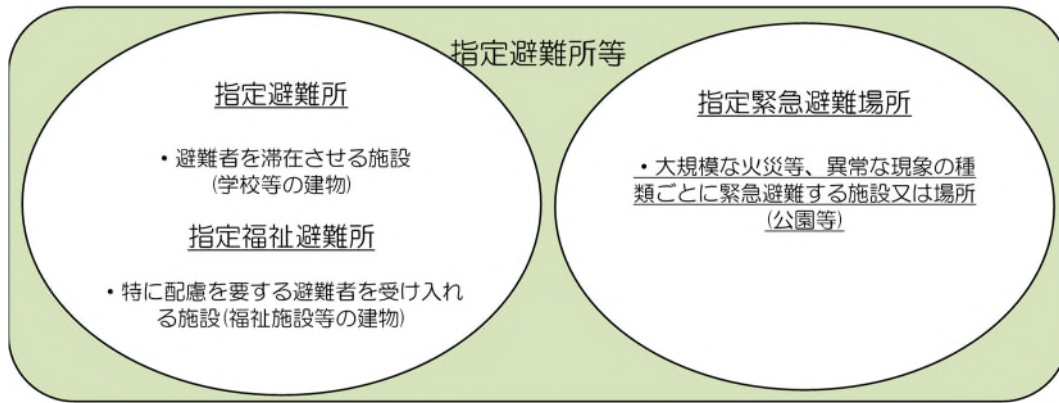 指定避難所等
指定避難所
・避難者を滞在させる施設
(学校等の建物)
指定福祉避難所
・特に配慮を要する避難者を受け入れ
る施設(福祉施設等の建物)
指定緊急避難場所
・大規模な火災等、異常な現象の種
類ごとに緊急避難する施設又は場所
(公園等)